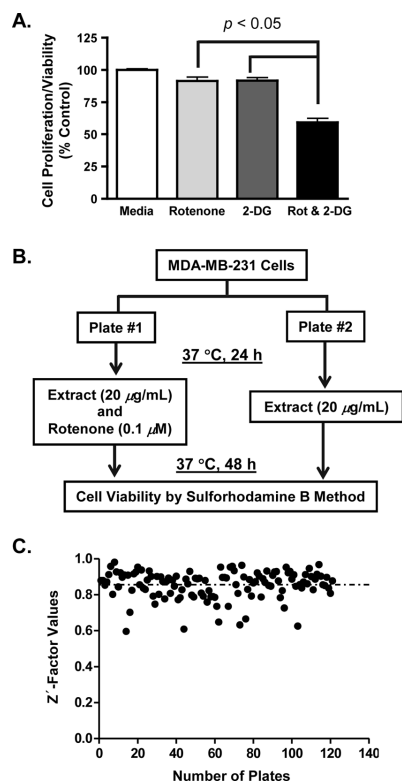 A.
p < 0.05
Cell Proliferation/Viability
(% Control)
125
100
75
50
25
0
Media Rotenone 2-DG Rot & 2-DG
B.
MDA-MB-231 Cells
Plate #1
Plate #2
37 °C, 24 h
Extract (20 µg/mL)
and
Rotenone (0.1 µM)
Extract (20 µg/mL)
37 °C, 48 h
Cell Viability by Sulforhodamine B Method
C.
Z´-Factor Values
1.0
0.8
0.6
0.4
0.2
0.0
0 20 40 60 80 100 120 140
Number of Plates